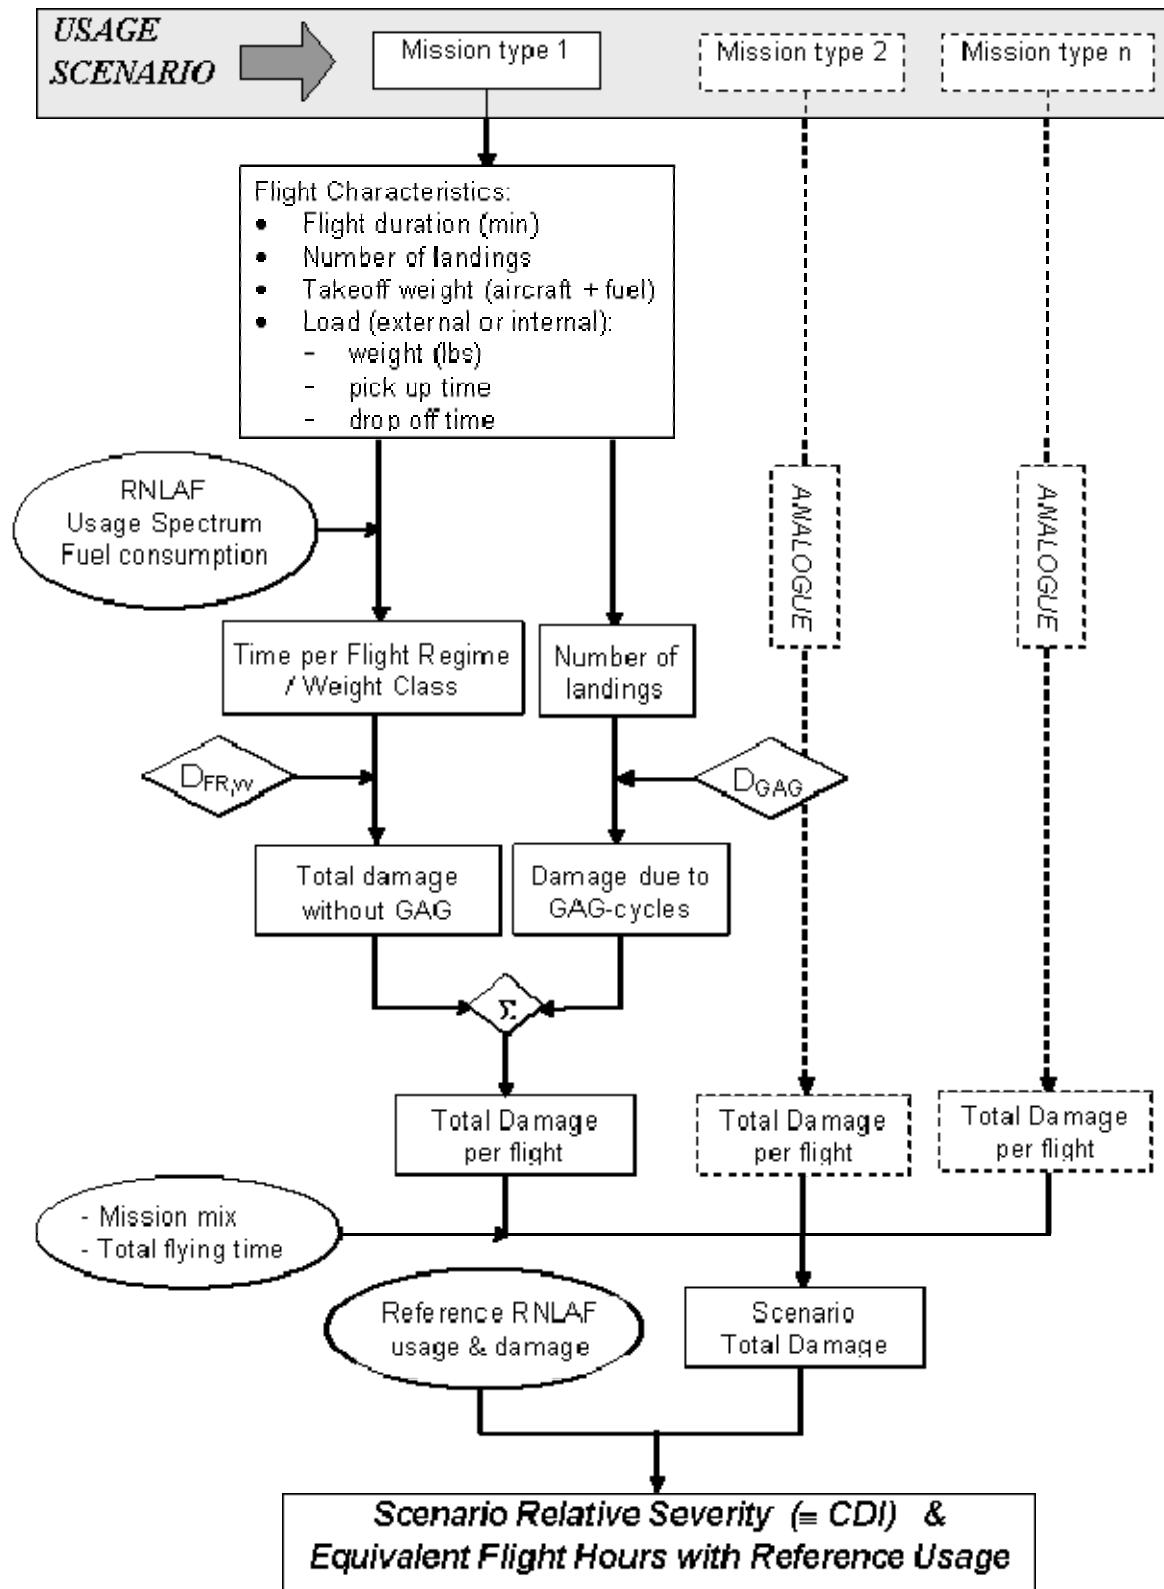 USAGE
SCENARIO
Mission type 1
Mission type 2
Mission type n
Flight Characteristics:
• Flight duration (min)
• Number of landings
• Takeoff weight (aircraft + fuel)
• Load (external or internal):
- weight (lbs)
- pick up time
- drop off time
RNLAF
Usage Spectrum
Fuel consumption
ANALOGUE
ANALOGUE
Time per Flight Regime
/ Weight Class
Number of
landings
DFR,W
DGAG
Total damage
without GAG
Damage due to
GAG-cycles
Σ
Total Damage
per flight
Total Damage
per flight
Total Damage
per flight
- Mission mix
- Total flying time
Reference RNLAF
usage & damage
Scenario
Total Damage
Scenario Relative Severity (≡ CDI) &
Equivalent Flight Hours with Reference Usage